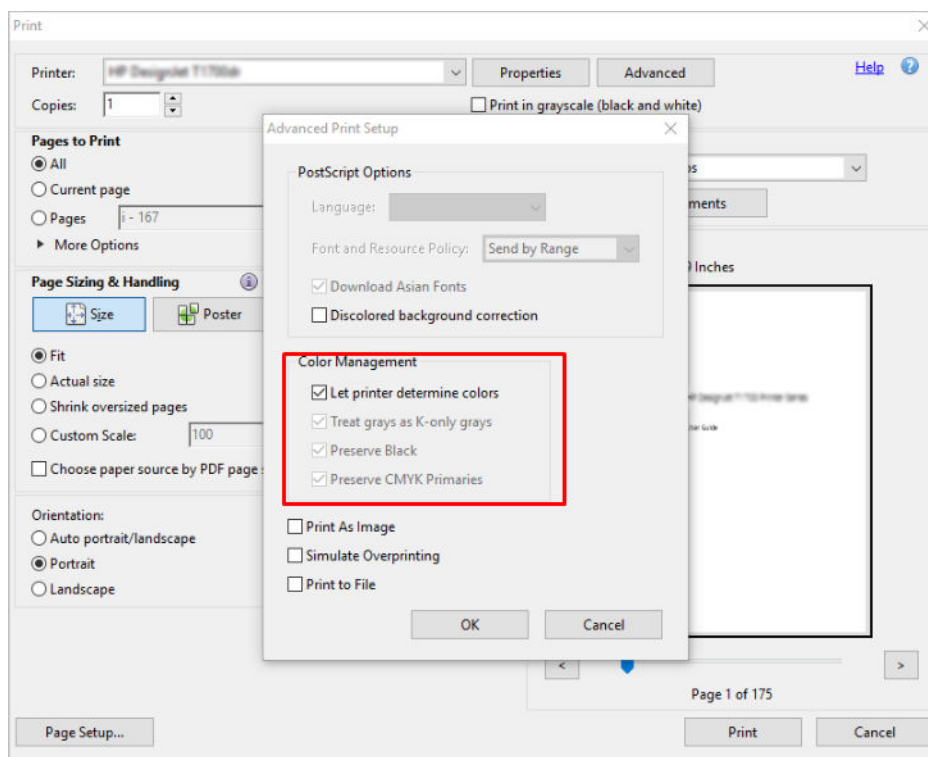 Print
Printer:
Properties
Advanced
Help
Copies:
1
Print in grayscale (black and white)
Advanced Print Setup
Pages to Print
All
Current page
Pages
i - 167
More Options
ments
Inches
PostScript Options
Language:
Font and Resource Policy:
Send by Range
Download Asian Fonts
Discolored background correction
Page Sizing & Handling
Size
Poster
Fit
Actual size
Shrink oversized pages
Custom Scale:
100
Choose paper source by PDF page
Color Management
Let printer determine colors
Treat grays as K-only grays
Preserve Black
Preserve CMYK Primaries
Orientation:
Auto portrait/landscape
Portrait
Landscape
Print As Image
Simulate Overprinting
Print to File
OK
Cancel
<
>
Page 1 of 175
Page Setup...
Print
Cancel